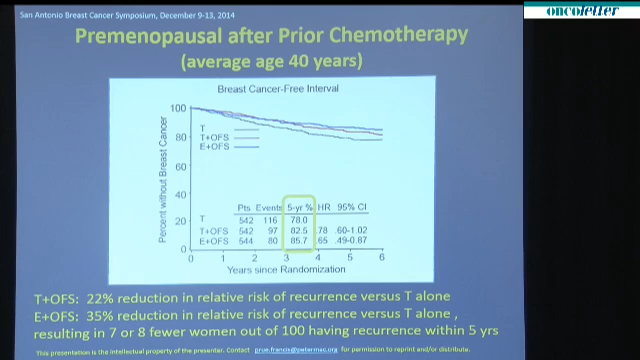 San Antonio Breast Cancer Symposium, December 9-13, 2014
oncoletter
Premenopausal after Prior Chemotherapy
(average age 40 years)
Breast Cancer-Free Interval
Percent without Breast Cancer
100
80
60
40
20
0
T
T+OFS
E+OFS
Pts Events 5-yr % HR 95% CI
T 542 116 78.0
T+OFS 542 97 82.5 .78 .60-1.02
E+OFS 544 80 85.7 .65 .49-0.87
0 1 2 3 4 5 6
Years since Randomization
T+OFS: 22% reduction in relative risk of recurrence versus T alone
E+OFS: 35% reduction in relative risk of recurrence versus T alone ,
resulting in 7 or 8 fewer women out of 100 having recurrence within 5 yrs
This presentation is the intellectual property of the presenter. Contact prue.francis@petermac.org for permission to reprint and/or distribute.